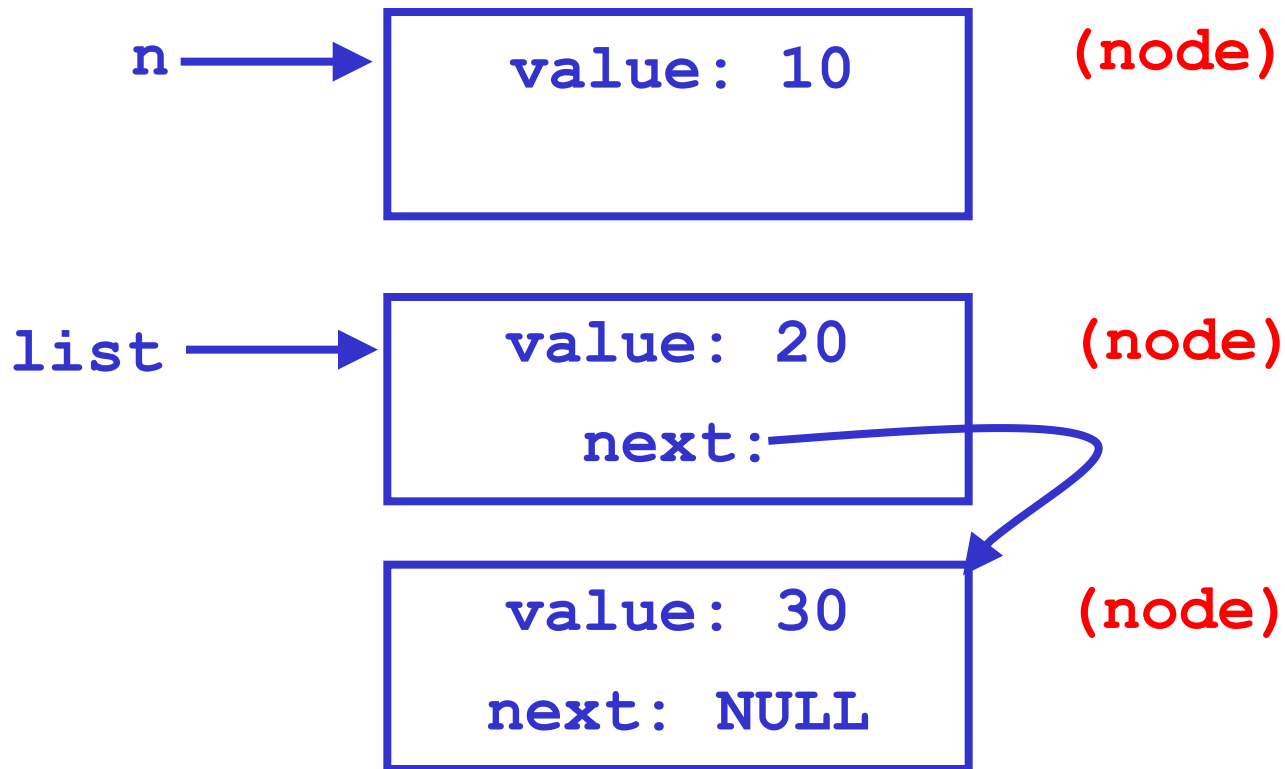 n value: 10 (node)
list value: 20 (node)
next:
value: 30 (node)
next: NULL